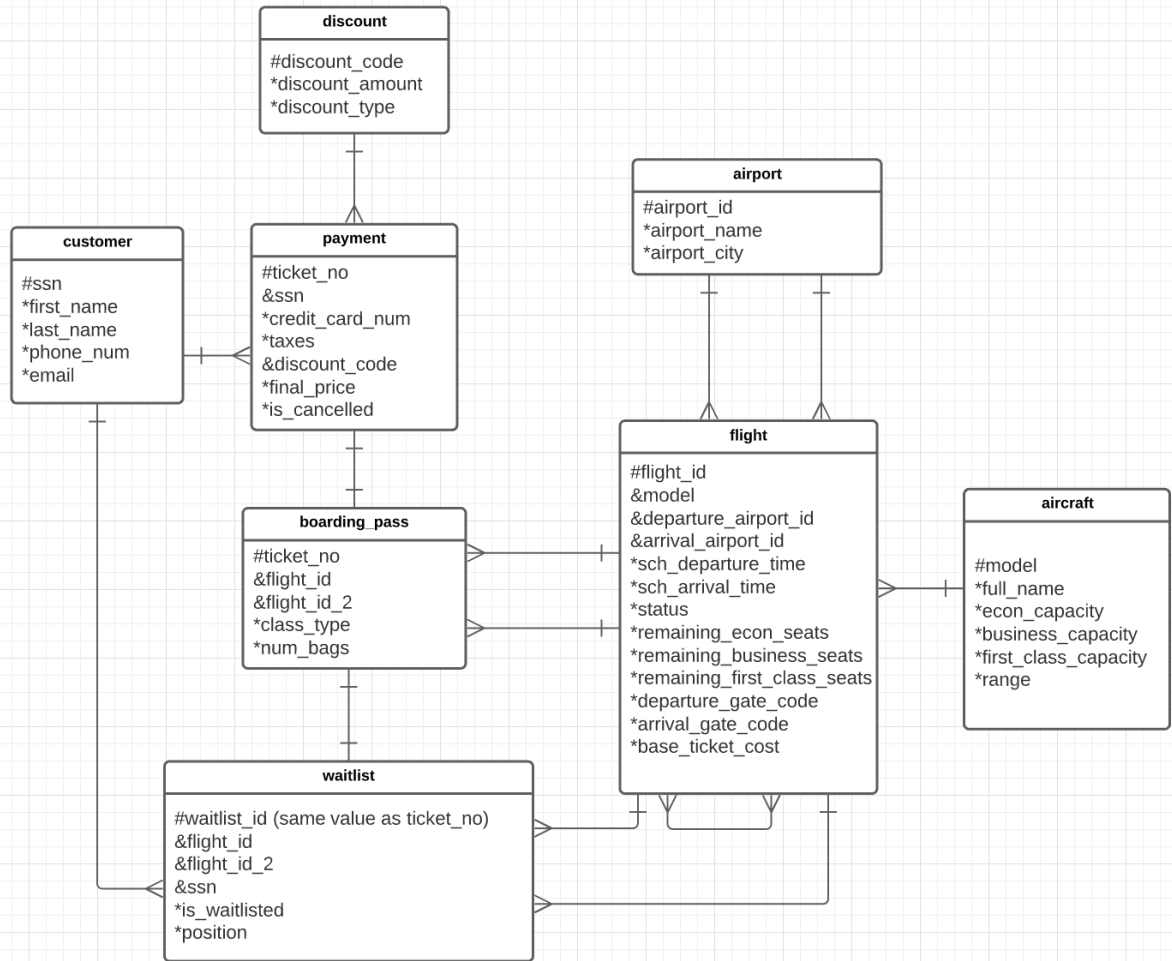 discount
#discount_code
*discount_amount
*discount_type
airport
#airport_id
*airport_name
*airport_city
customer
#ssn
*first_name
*last_name
*phone_num
*email
payment
#ticket_no
&ssn
*credit_card_num
*taxes
&discount_code
*final_price
*is_cancelled
flight
#flight_id
&model
&departure_airport_id
&arrival_airport_id
*sch_departure_time
*sch_arrival_time
*status
*remaining_econ_seats
*remaining_business_seats
*remaining_first_class_seats
*departure_gate_code
*arrival_gate_code
*base_ticket_cost
aircraft
#model
*full_name
*econ_capacity
*business_capacity
*first_class_capacity
*range
boarding_pass
#ticket_no
&flight_id
&flight_id_2
*class_type
*num_bags
waitlist
#waitlist_id (same value as ticket_no)
&flight_id
&flight_id_2
&ssn
*is_waitlisted
*position